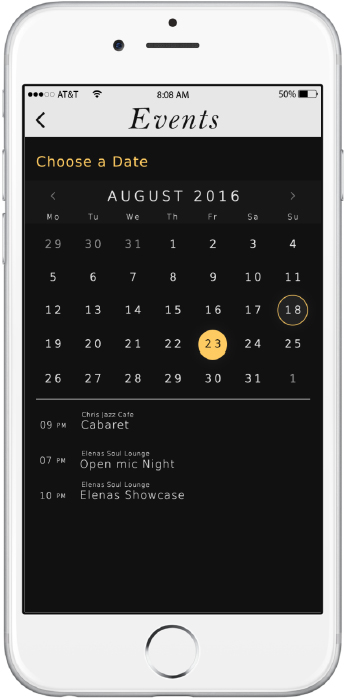 AT&T 8:08 AM 50%
Events
Choose a Date
< AUGUST 2016 >
Mo Tu We Th Fr Sa Su
29 30 31 1 2 3 4
5 6 7 8 9 10 11
12 13 14 15 16 17 18
19 20 21 22 23 24 25
26 27 28 29 30 31 1
Chris Jazz Cafe
09 PM Cabaret
Elenas Soul Lounge
07 PM Open mic Night
Elenas Soul Lounge
10 PM Elenas Showcase